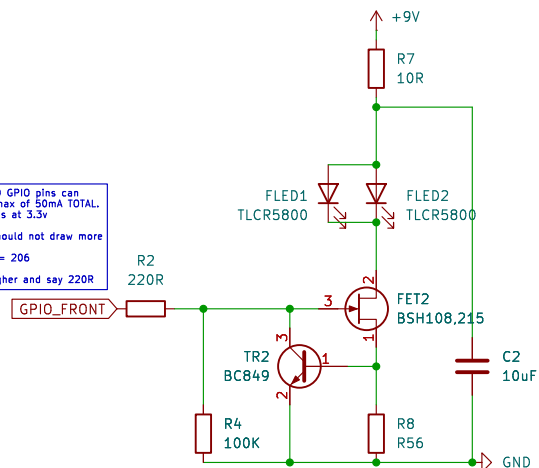 +9V
R7
10R
GPIO pins can
max of 50mA TOTAL.
s at 3.3v
ould not draw more
= 206
gher and say 220R
FLED1
TLCR5800
FLED2
TLCR5800
R2
220R
GPIO_FRONT
3
2
FET2
BSH108,215
1
3
TR2
BC849
1
2
C2
10uF
R4
100K
R8
R56
GND